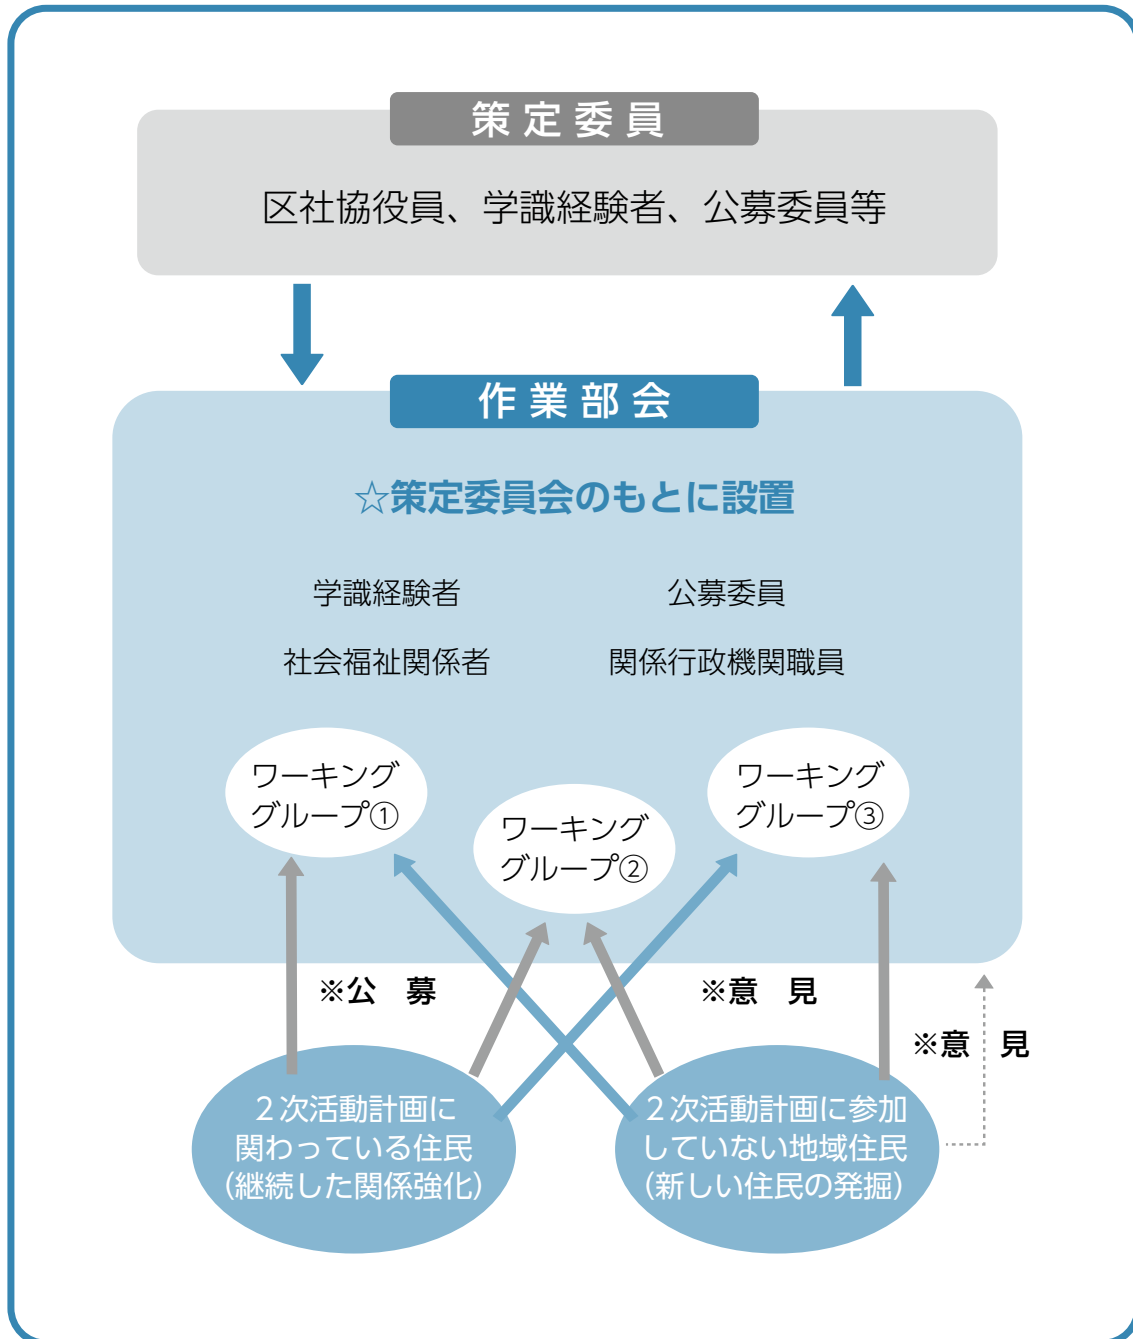 策定委員
区社協役員、学識経験者、公募委員等
作業部会
☆策定委員会のもとに設置
学識経験者
公募委員
社会福祉関係者
関係行政機関職員
ワーキング
グループ①
ワーキング
グループ②
ワーキング
グループ③
※公　募
※意　見
※意　見
２次活動計画に
関わっている住民
（継続した関係強化）
２次活動計画に参加
していない地域住民
（新しい住民の発掘）